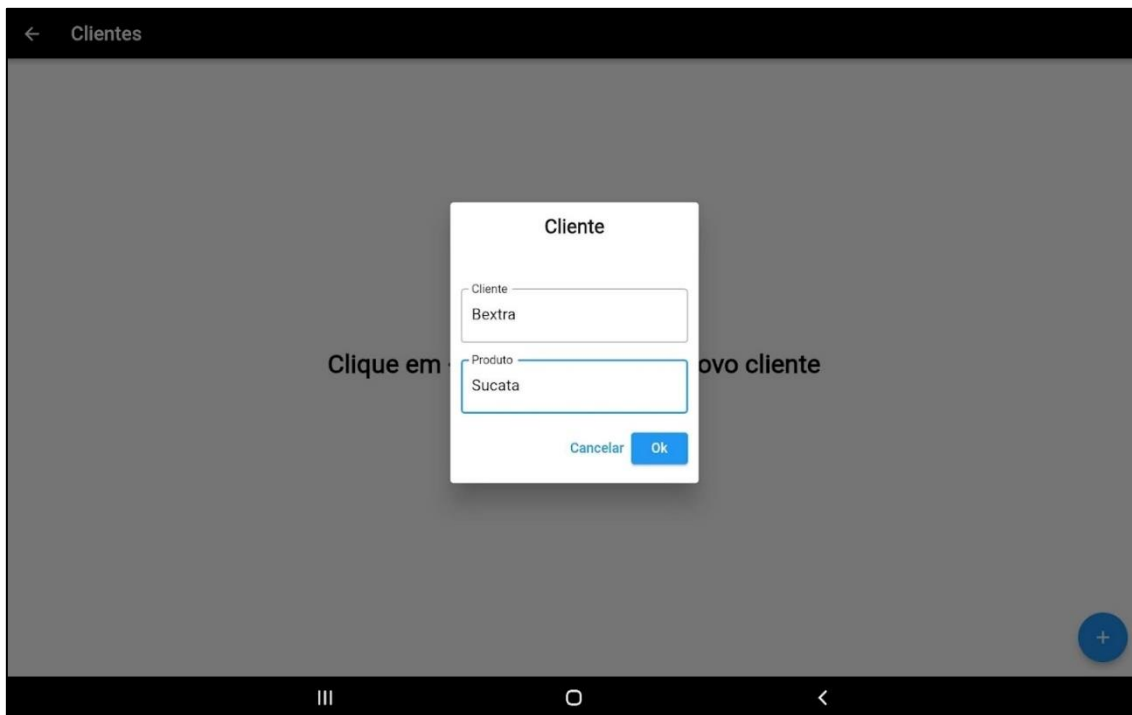 Clientes
Cliente
Cliente
Bextra
Clique em ovo cliente
Produto
Sucata
Cancelar Ok